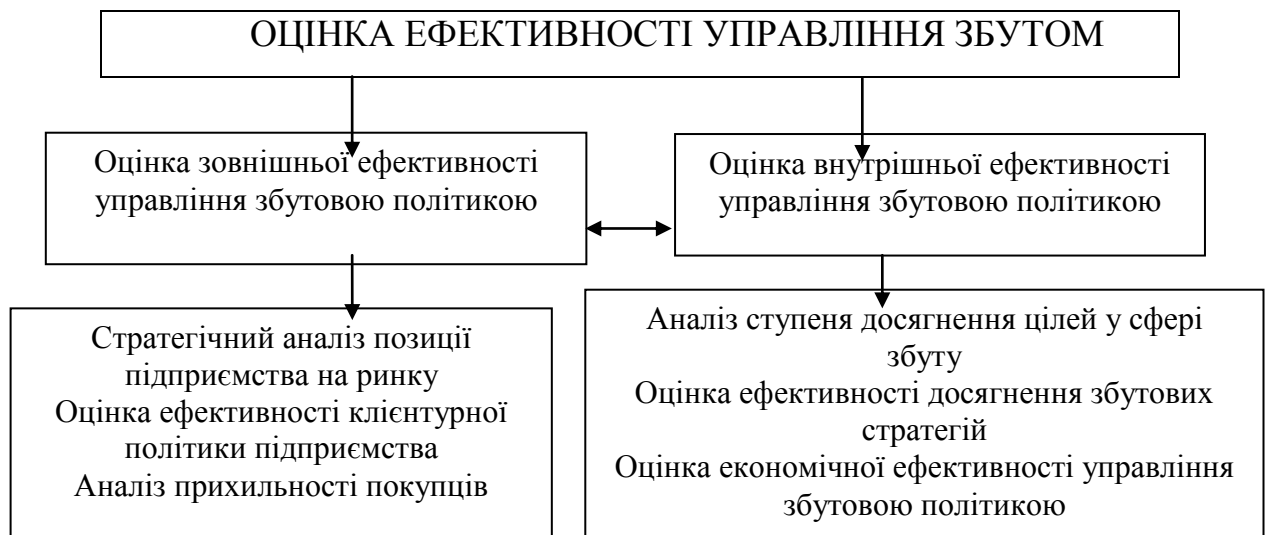 ОЦІНКА ЕФЕКТИВНОСТІ УПРАВЛІННЯ ЗБУТОМ
Оцінка зовнішньої ефективності
управління збутовою політикою
Оцінка внутрішньої ефективності
управління збутовою політикою
Стратегічний аналіз позиції
підприємства на ринку
Оцінка ефективності клієнтурної
політики підприємства
Аналіз прихильності покупців
Аналіз ступеня досягнення цілей у сфері
збуту
Оцінка ефективності досягнення збутових
стратегій
Оцінка економічної ефективності управління
збутовою політикою